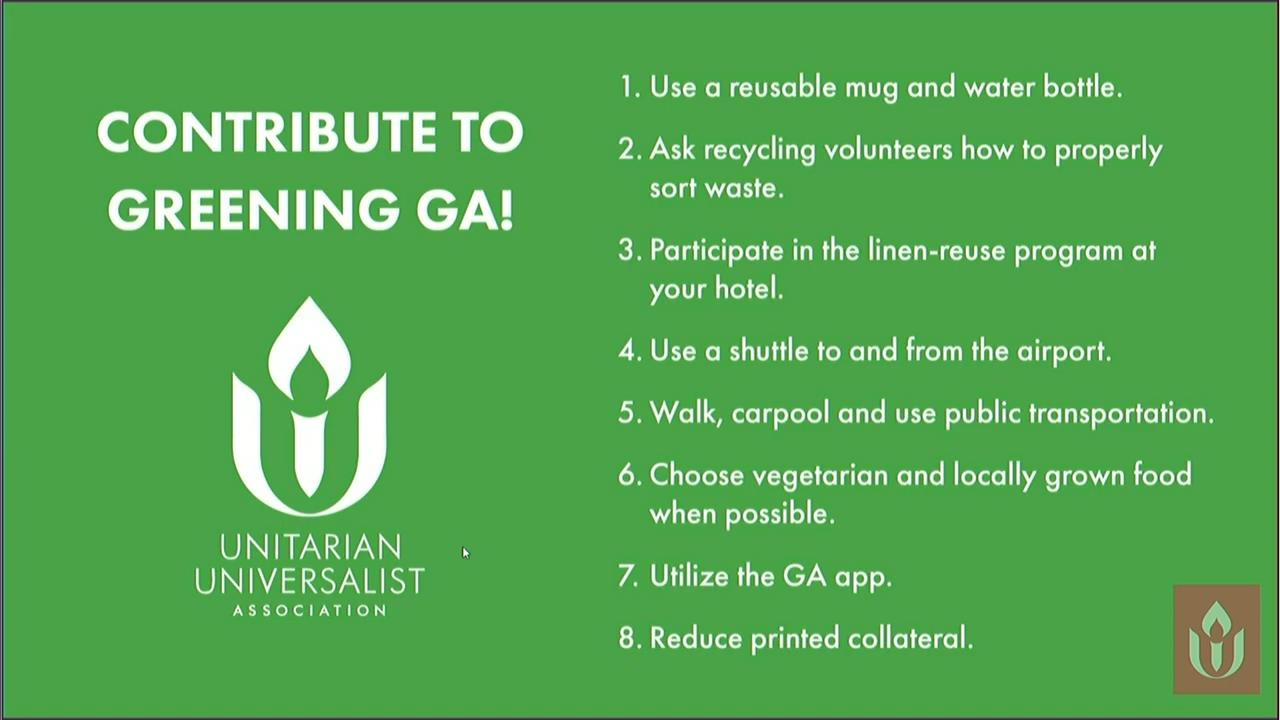 CONTRIBUTE TO
GREENING GA!
UNITARIAN
UNIVERSALIST
ASSOCIATION
1. Use a reusable mug and water bottle.
2. Ask recycling volunteers how to properly
sort waste.
3. Participate in the linen-reuse program at
your hotel.
4. Use a shuttle to and from the airport.
5. Walk, carpool and use public transportation.
6. Choose vegetarian and locally grown food
when possible.
7. Utilize the GA app.
8. Reduce printed collateral.